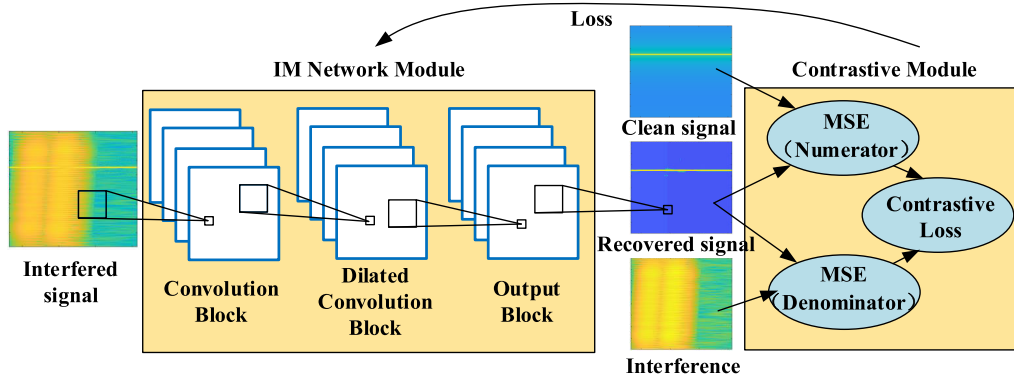 Loss
IM Network Module
Contrastive Module
Interfered
signal
Convolution
Block
Dilated
Convolution
Block
Output
Block
Clean signal
Recovered signal
Interference
MSE
（Numerator）
MSE
（Denominator）
Contrastive
Loss